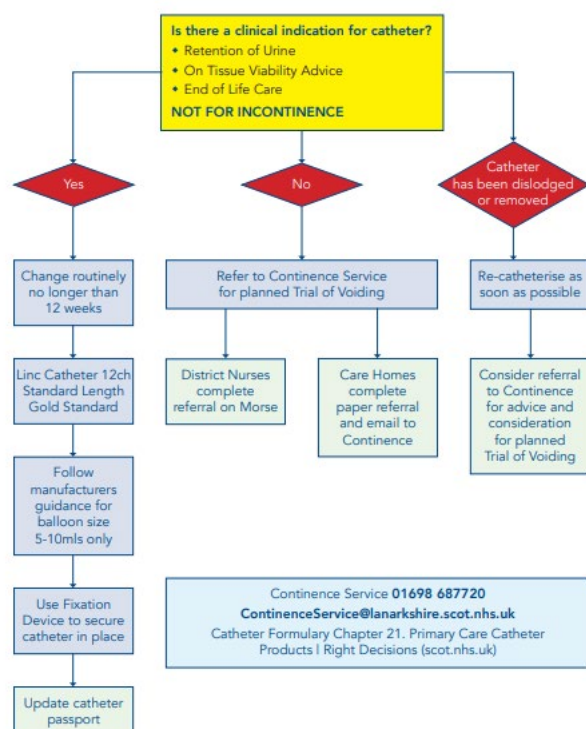 Is there a clinical indication for catheter?
◆ Retention of Urine
◆ On Tissue Viability Advice
◆ End of Life Care
NOT FOR INCONTINENCE
Yes
No
Catheter
has been dislodged
or removed
Change routinely
no longer than
12 weeks
Refer to Continence Service
for planned Trial of Voiding
Re-catheterise as
soon as possible
Linc Catheter 12ch
Standard Length
Gold Standard
District Nurses
complete
referral on Morse
Care Homes
complete
paper referral
and email to
Continence
Consider referral
to Continence
for advice and
consideration
for planned
Trial of Voiding
Follow
manufacturers
guidance for
balloon size
5-10mls only
Use Fixation
Device to secure
catheter in place
Update catheter
passport
Continence Service 01698 687720
ContinenceService@lanarkshire.scot.nhs.uk
Catheter Formulary Chapter 21. Primary Care Catheter
Products | Right Decisions (scot.nhs.uk)